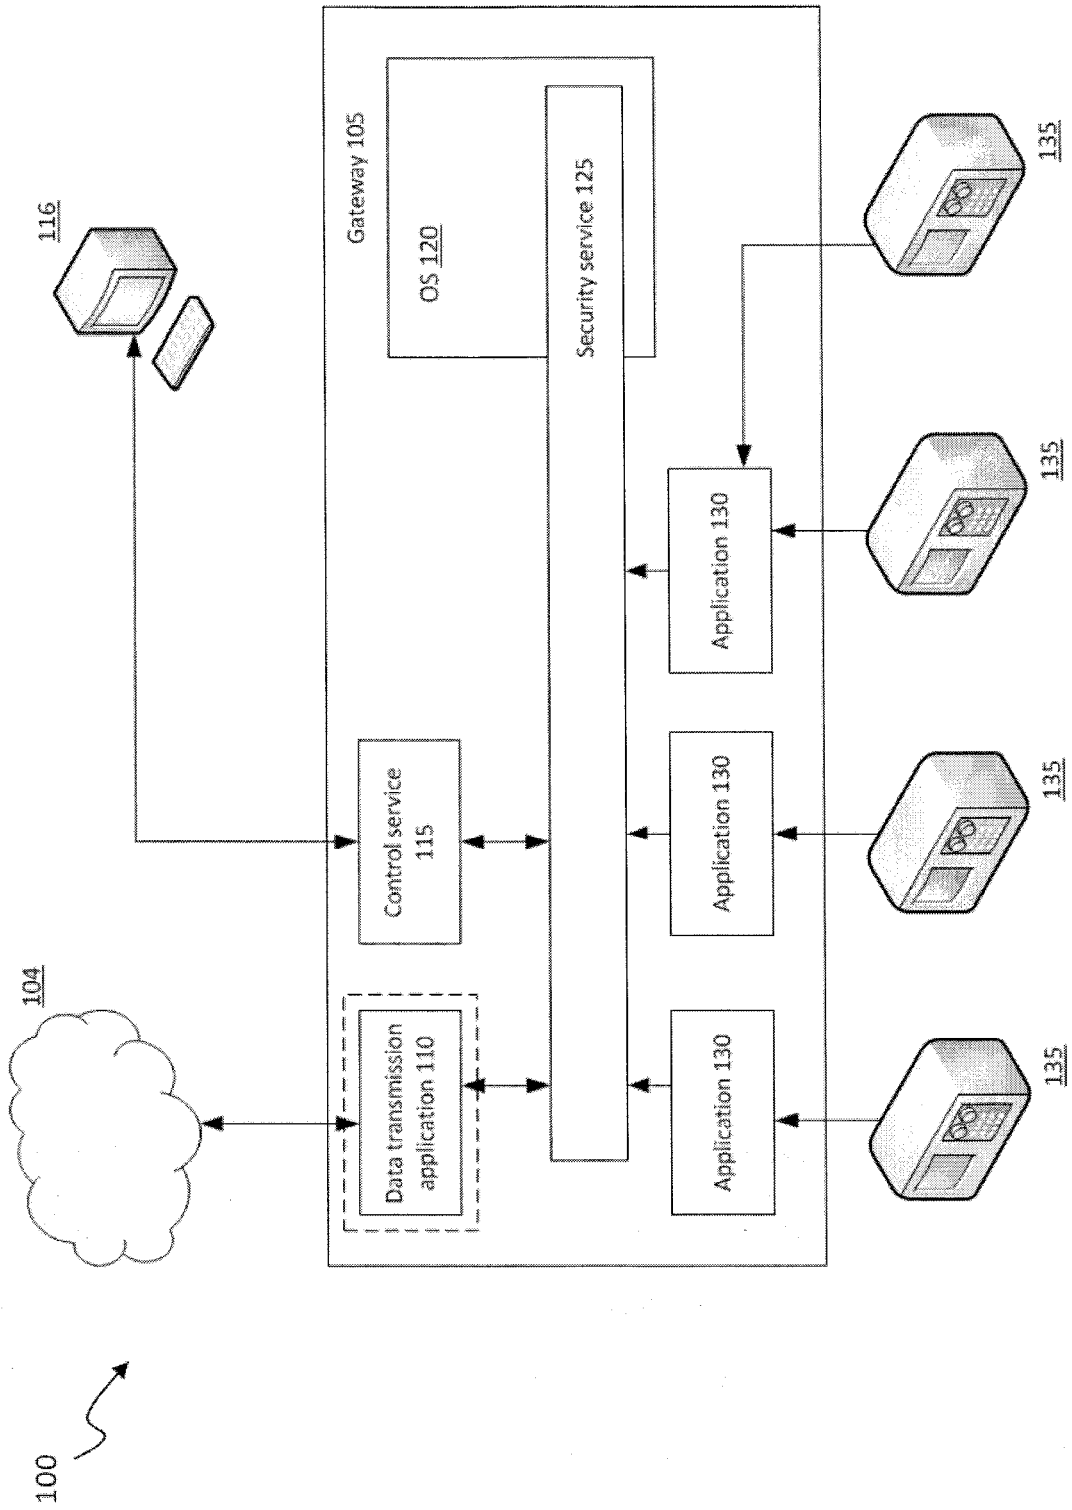 100
104
116
Gateway 105
Data transmission
application 110
Control service
115
OS 120
Security service 125
Application 130
Application 130
Application 130
135
135
135
135